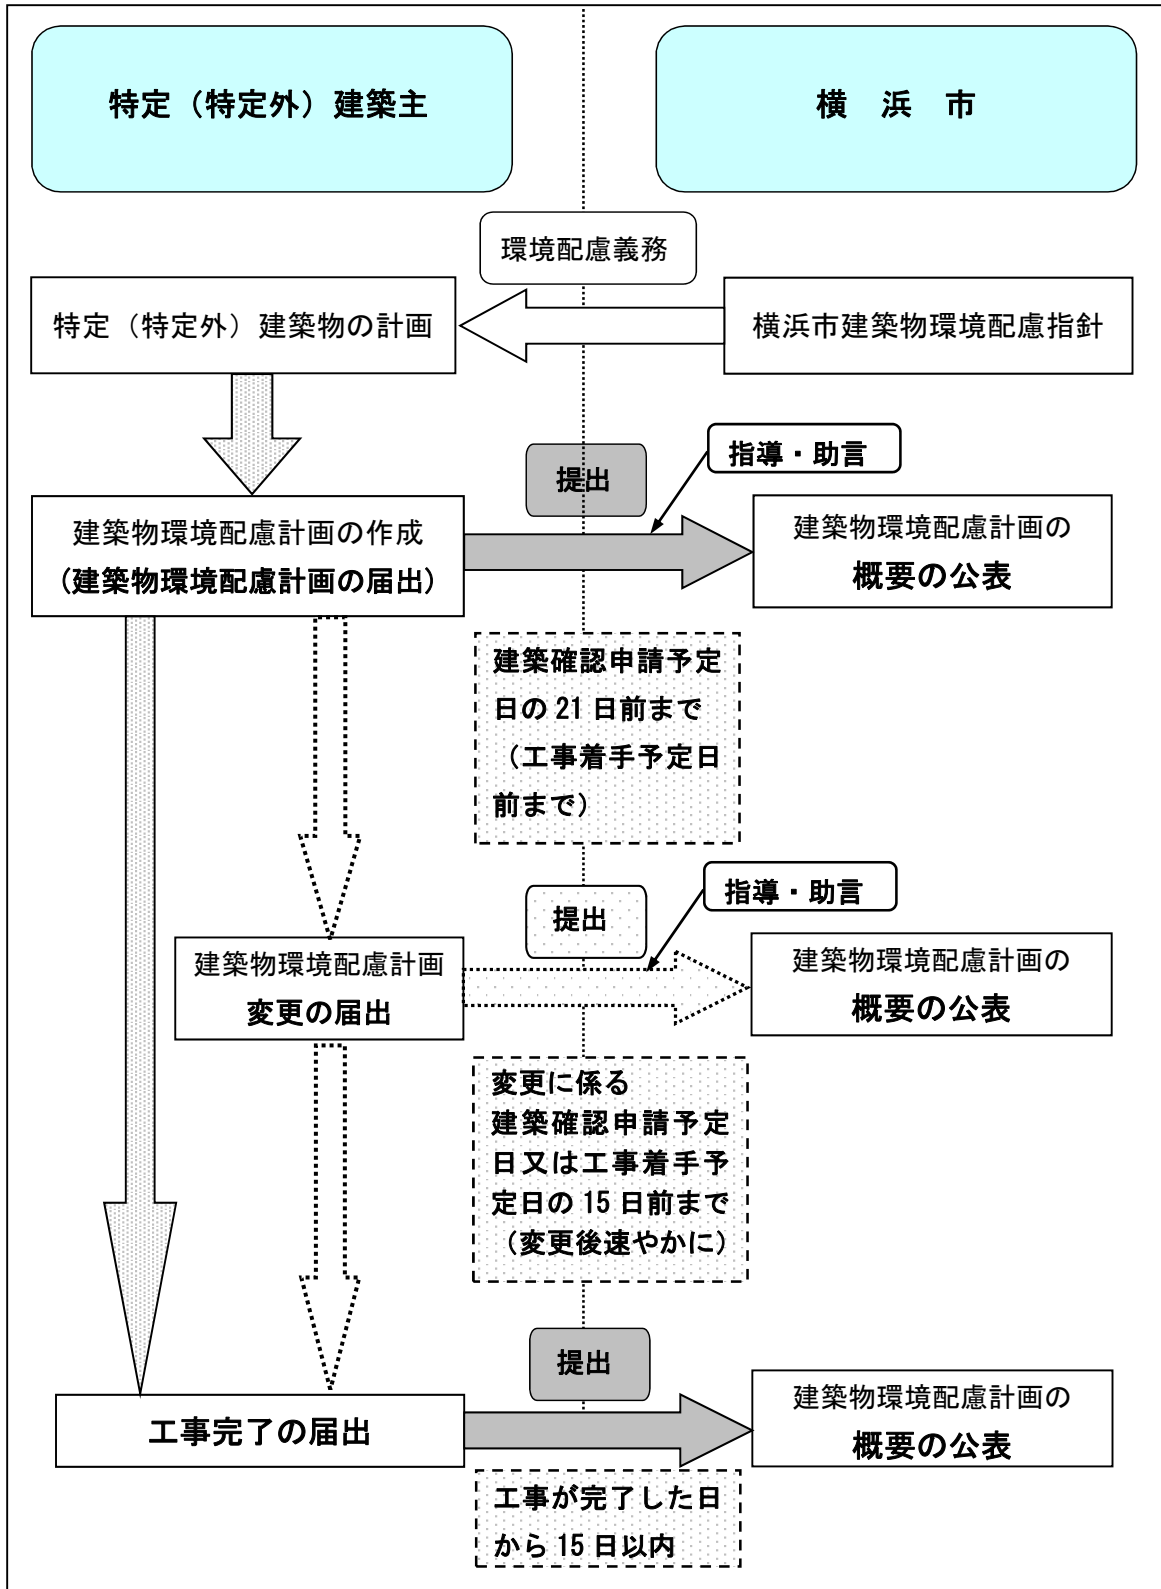 特定（特定外）建築主
横　浜　市
環境配慮義務
特定（特定外）建築物の計画
横浜市建築物環境配慮指針
指導・助言
提出
建築物環境配慮計画の作成
（建築物環境配慮計画の届出）
建築物環境配慮計画の
概要の公表
建築確認申請予定
日の 21 日前まで
（工事着手予定日
前まで）
指導・助言
提出
建築物環境配慮計画
変更の届出
建築物環境配慮計画の
概要の公表
変更に係る
建築確認申請予定
日又は工事着手予
定日の 15 日前まで
（変更後速やかに）
提出
工事完了の届出
建築物環境配慮計画の
概要の公表
工事が完了した日
から 15 日以内